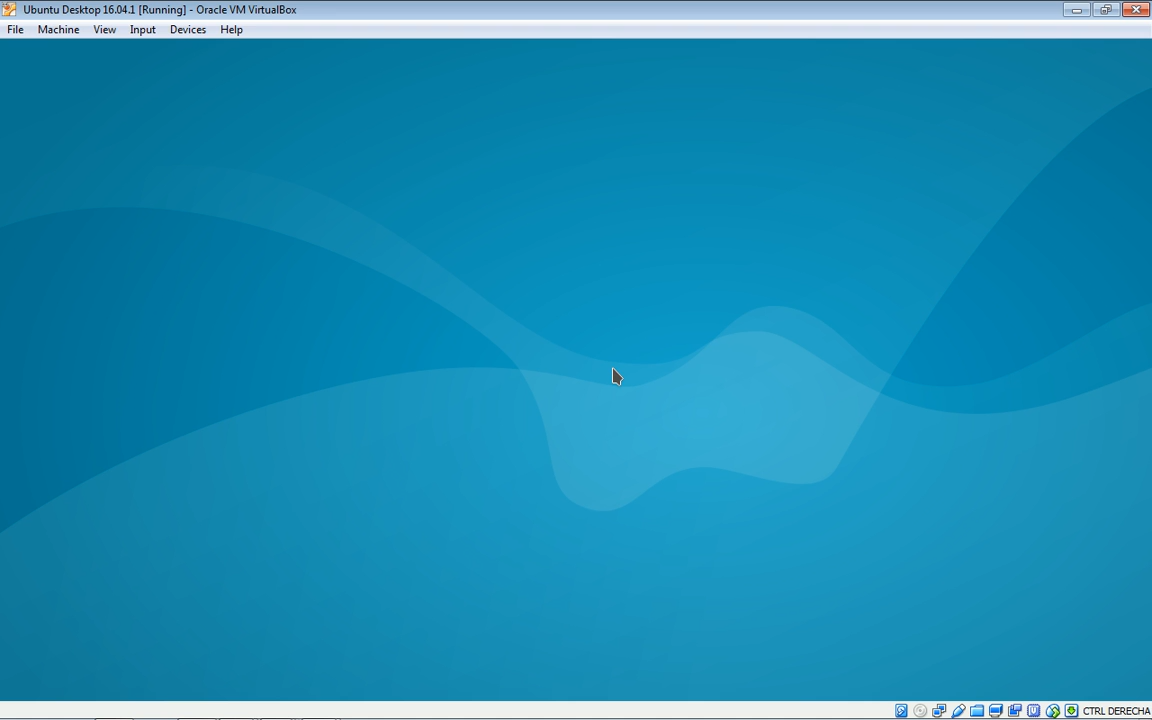 Ubuntu Desktop 16.04.1 [Running] - Oracle VM VirtualBox
File Machine View Input Devices Help
CTRL DERECHA